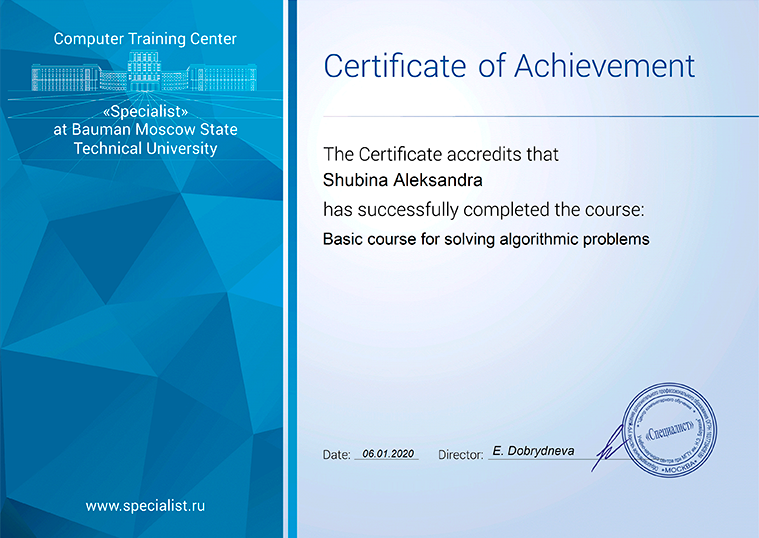 Computer Training Center
«Specialist»
at Bauman Moscow State
Technical University
www.specialist.ru
Certificate of Achievement
The Certificate accredits that
Shubina Aleksandra
has successfully completed the course:
Basic course for solving algorithmic problems
Date: 06.01.2020 Director: E. Dobrydneva
«Специалист»
*МОСКВА*